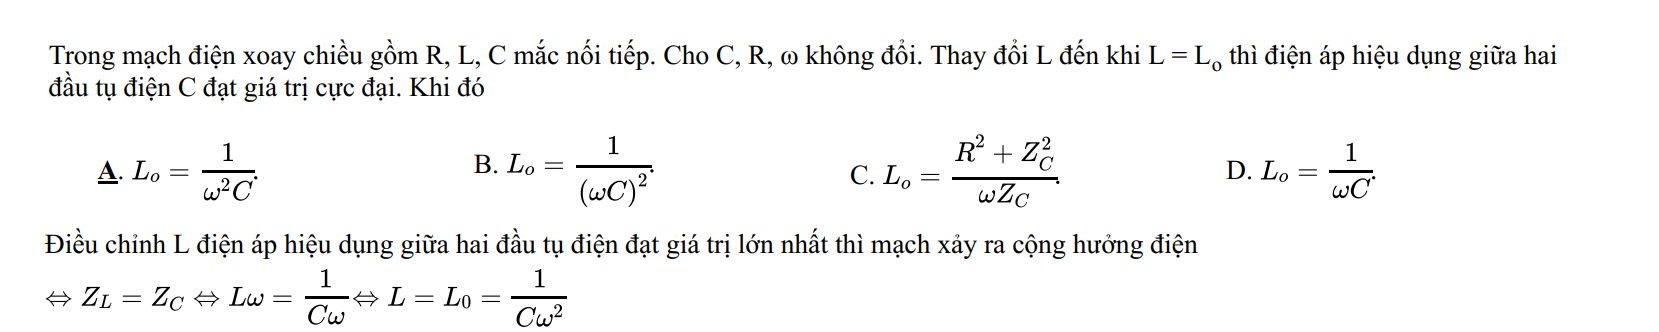 Trong mạch điện xoay chiều gồm R, L, C mắc nối tiếp. Cho C, R, ω không đổi. Thay đổi L đến khi L = Lₒ thì điện áp hiệu dụng giữa hai
đầu tụ điện C đạt giá trị cực đại. Khi đó
A. $L_o = \frac{1}{\omega^2 C}$. B. $L_o = \frac{1}{(\omega C)^2}$. C. $L_o = \frac{R^2 + Z_C^2}{\omega Z_C}$. D. $L_o = \frac{1}{\omega C}$.
Điều chỉnh L điện áp hiệu dụng giữa hai đầu tụ điện đạt giá trị lớn nhất thì mạch xảy ra cộng hưởng điện
$\Leftrightarrow Z_L = Z_C \Leftrightarrow L\omega = \frac{1}{C\omega} \Leftrightarrow L = L_0 = \frac{1}{C\omega^2}$